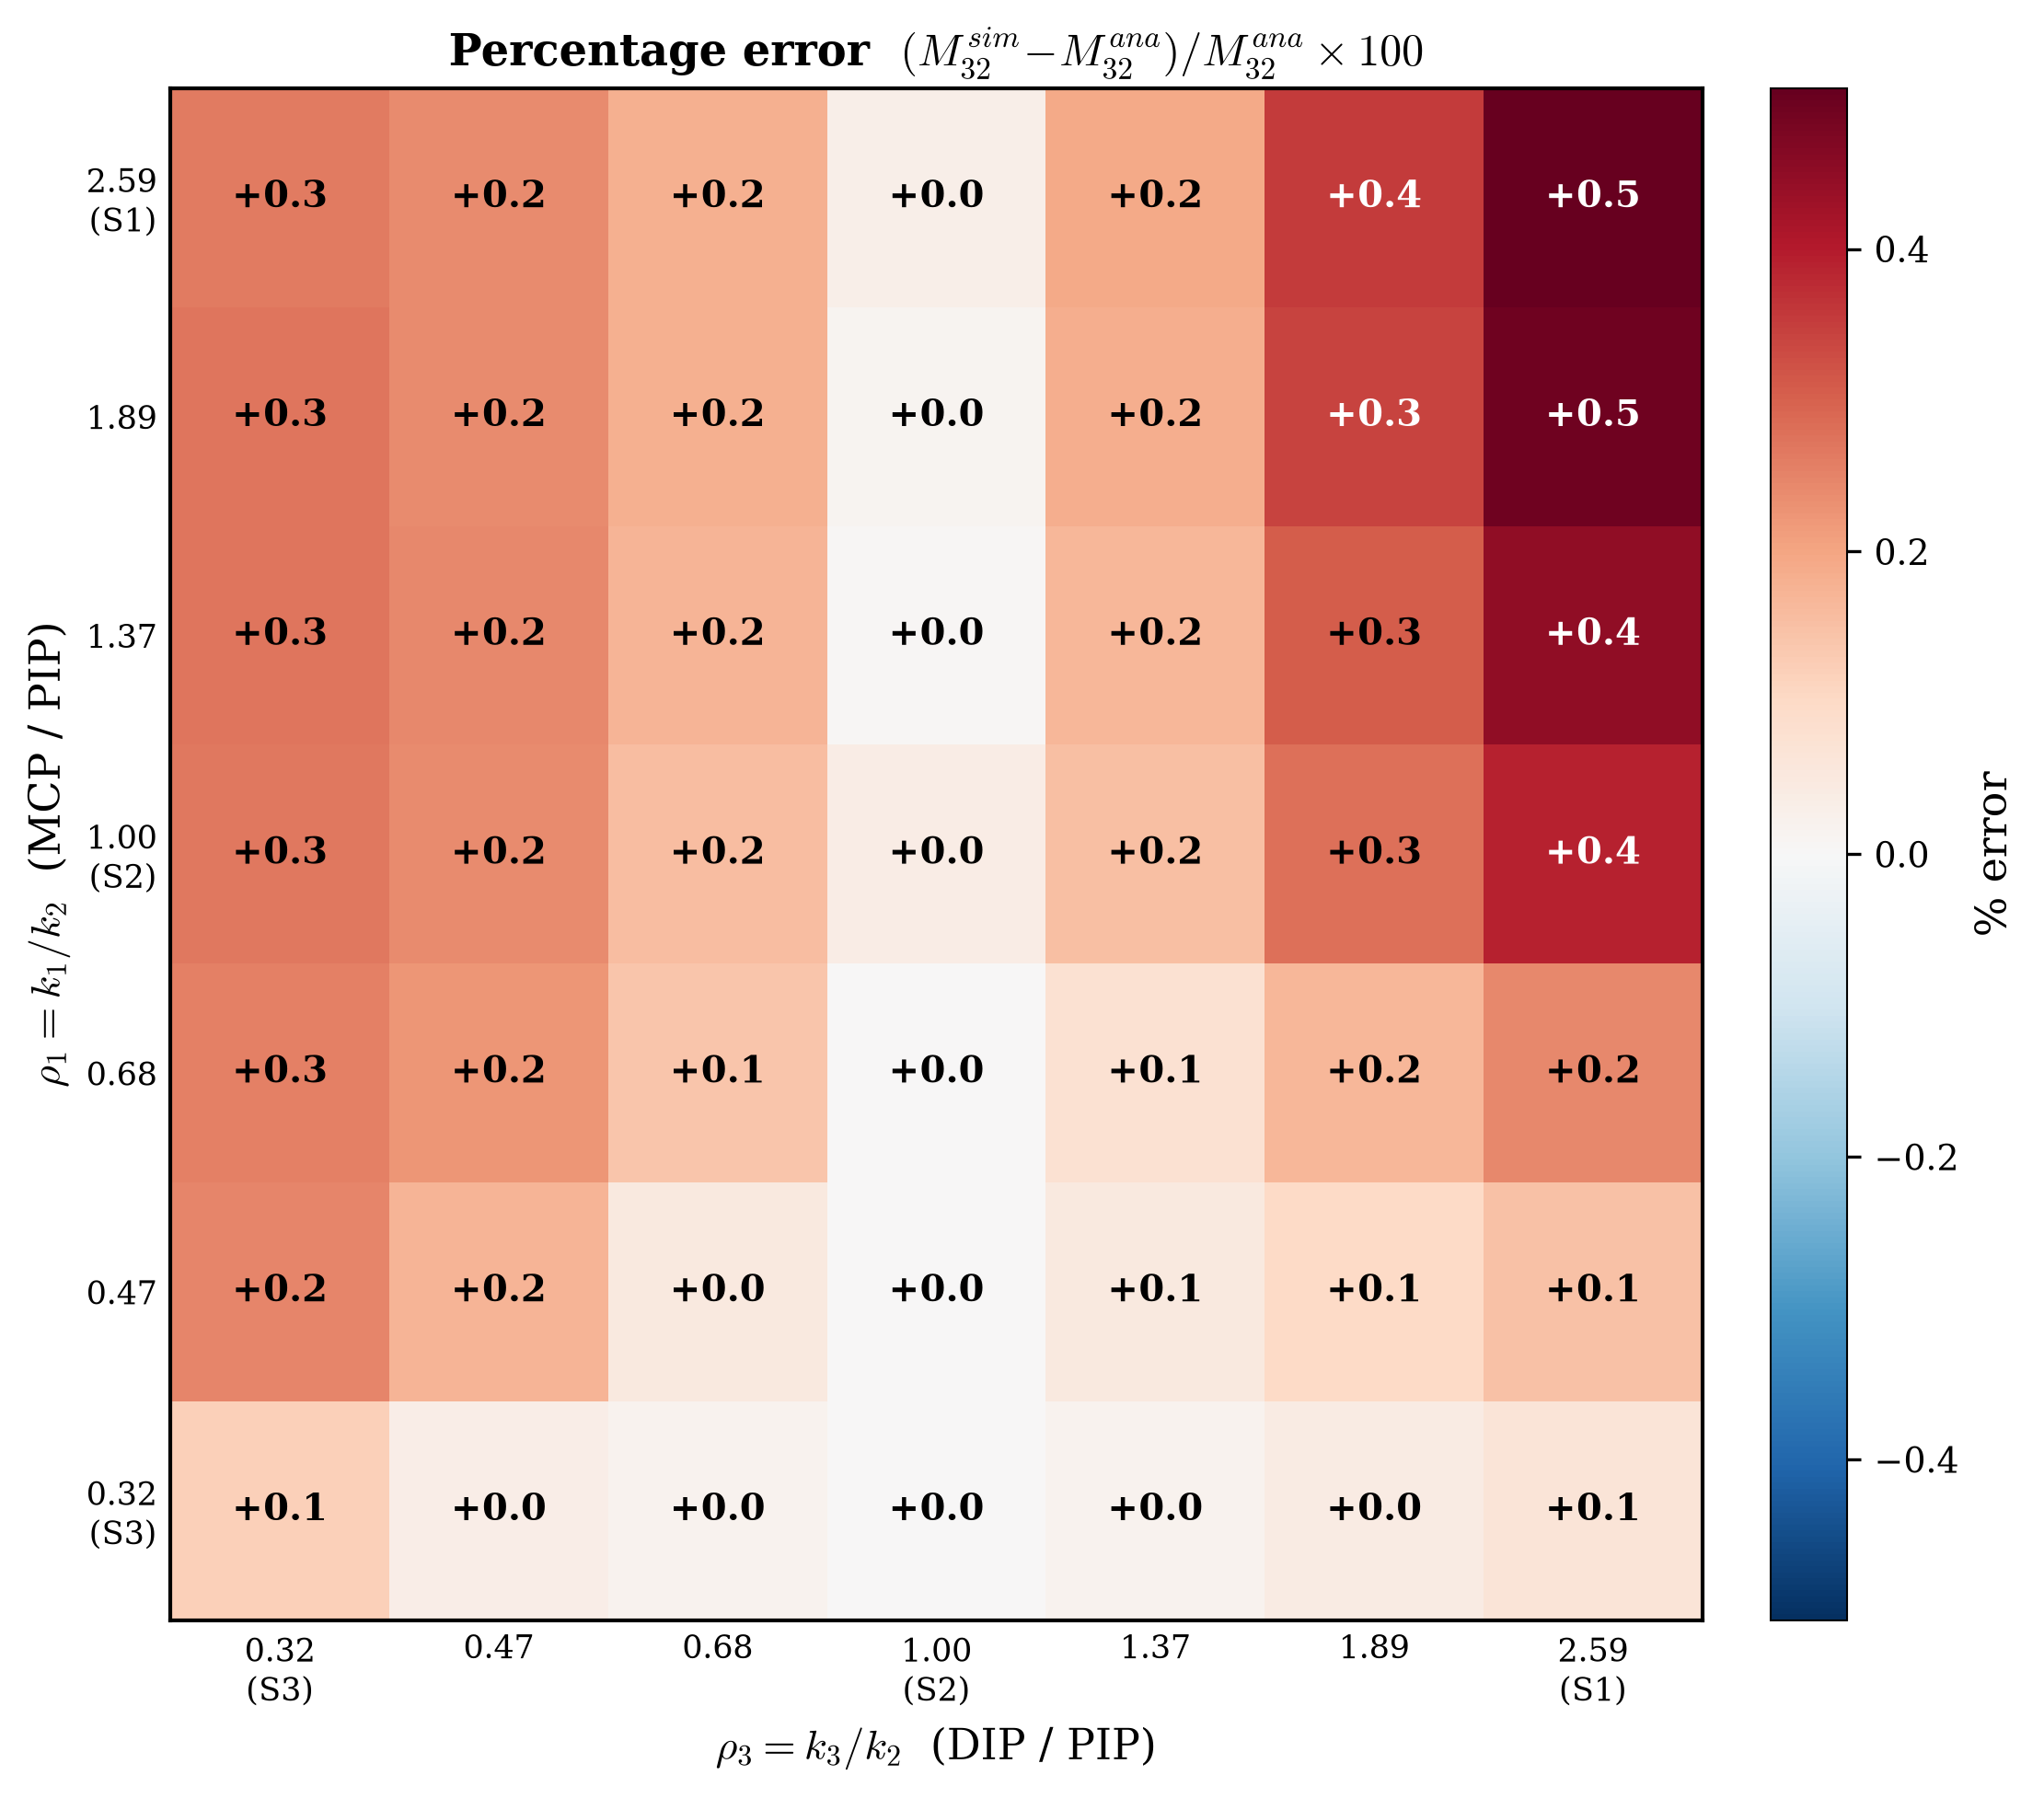 Percentage error $(M_{32}^{sim} - M_{32}^{ana})/M_{32}^{ana} \times 100$
2.59 +0.3 +0.2 +0.2 +0.0 +0.2 +0.4 +0.5
(S1)
1.89 +0.3 +0.2 +0.2 +0.0 +0.2 +0.3 +0.5
1.37 +0.3 +0.2 +0.2 +0.0 +0.2 +0.3 +0.4
1.00 +0.3 +0.2 +0.2 +0.0 +0.2 +0.3 +0.4
(S2)
0.68 +0.3 +0.2 +0.1 +0.0 +0.1 +0.2 +0.2
0.47 +0.2 +0.2 +0.0 +0.0 +0.1 +0.1 +0.1
0.32 +0.1 +0.0 +0.0 +0.0 +0.0 +0.0 +0.1
(S3)
$\rho_1 = k_1/k_2$ (MCP / PIP)
0.32 0.47 0.68 1.00 1.37 1.89 2.59
(S3) (S2) (S1)
$\rho_3 = k_3/k_2$ (DIP / PIP)
0.4
0.2
0.0
−0.2
−0.4
% error